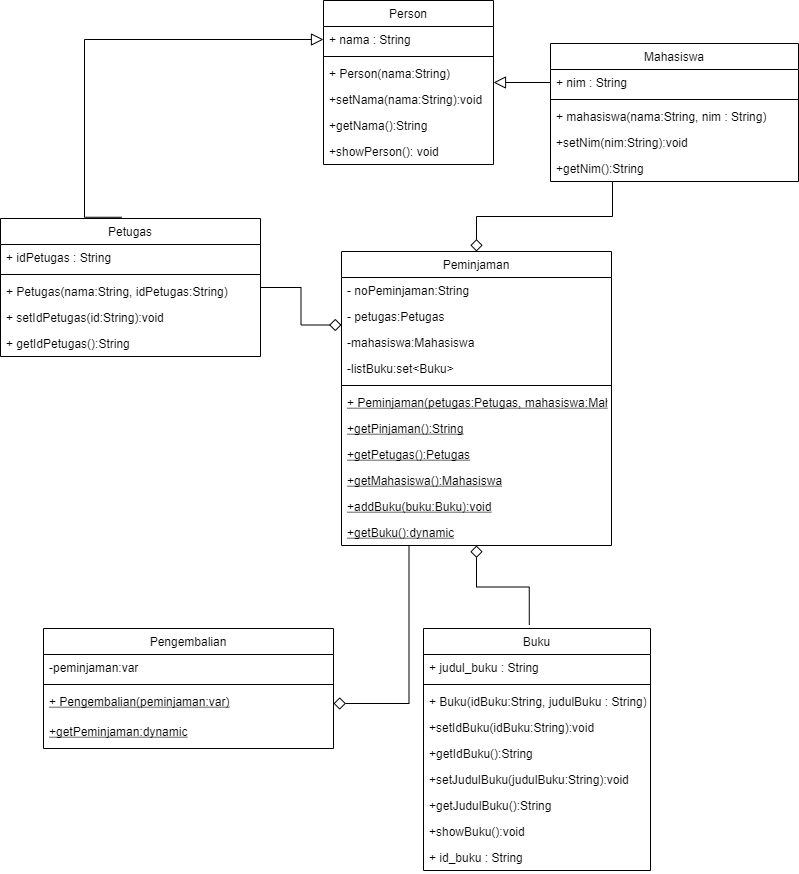 Person
+ nama : String
+ Person(nama:String)
+setNama(nama:String):void
+getNama():String
+showPerson(): void
Mahasiswa
+ nim : String
+ mahasiswa(nama:String, nim : String)
+setNim(nim:String):void
+getNim():String
Petugas
+ idPetugas : String
+ Petugas(nama:String, idPetugas:String)
+ setIdPetugas(id:String):void
+ getIdPetugas():String
Peminjaman
- noPeminjaman:String
- petugas:Petugas
-mahasiswa:Mahasiswa
-listBuku:set<Buku>
+ Peminjaman(petugas:Petugas, mahasiswa:Mah
+getPinjaman():String
+getPetugas():Petugas
+getMahasiswa():Mahasiswa
+addBuku(buku:Buku):void
+getBuku():dynamic
Pengembalian
-peminjaman:var
+ Pengembalian(peminjaman:var)
+getPeminjaman:dynamic
Buku
+ judul_buku : String
+ Buku(idBuku:String, judulBuku : String)
+setIdBuku(idBuku:String):void
+getIdBuku():String
+setJudulBuku(judulBuku:String):void
+getJudulBuku():String
+showBuku():void
+ id_buku : String